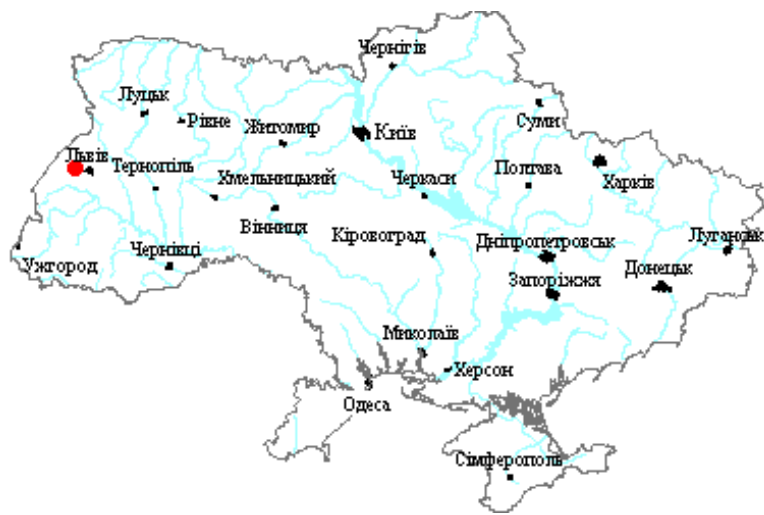 Чернігів
Луцьк
Рівне
Житомир
Київ
Суми
Львів
Тернопіль
Хмельницький
Черкаси
Полтава
Харків
Вінниця
Кіровоград
Дніпропетровськ
Луганськ
Ужгород
Чернівці
Запоріжжя
Донецьк
Миколаїв
Херсон
Одеса
Сімферополь